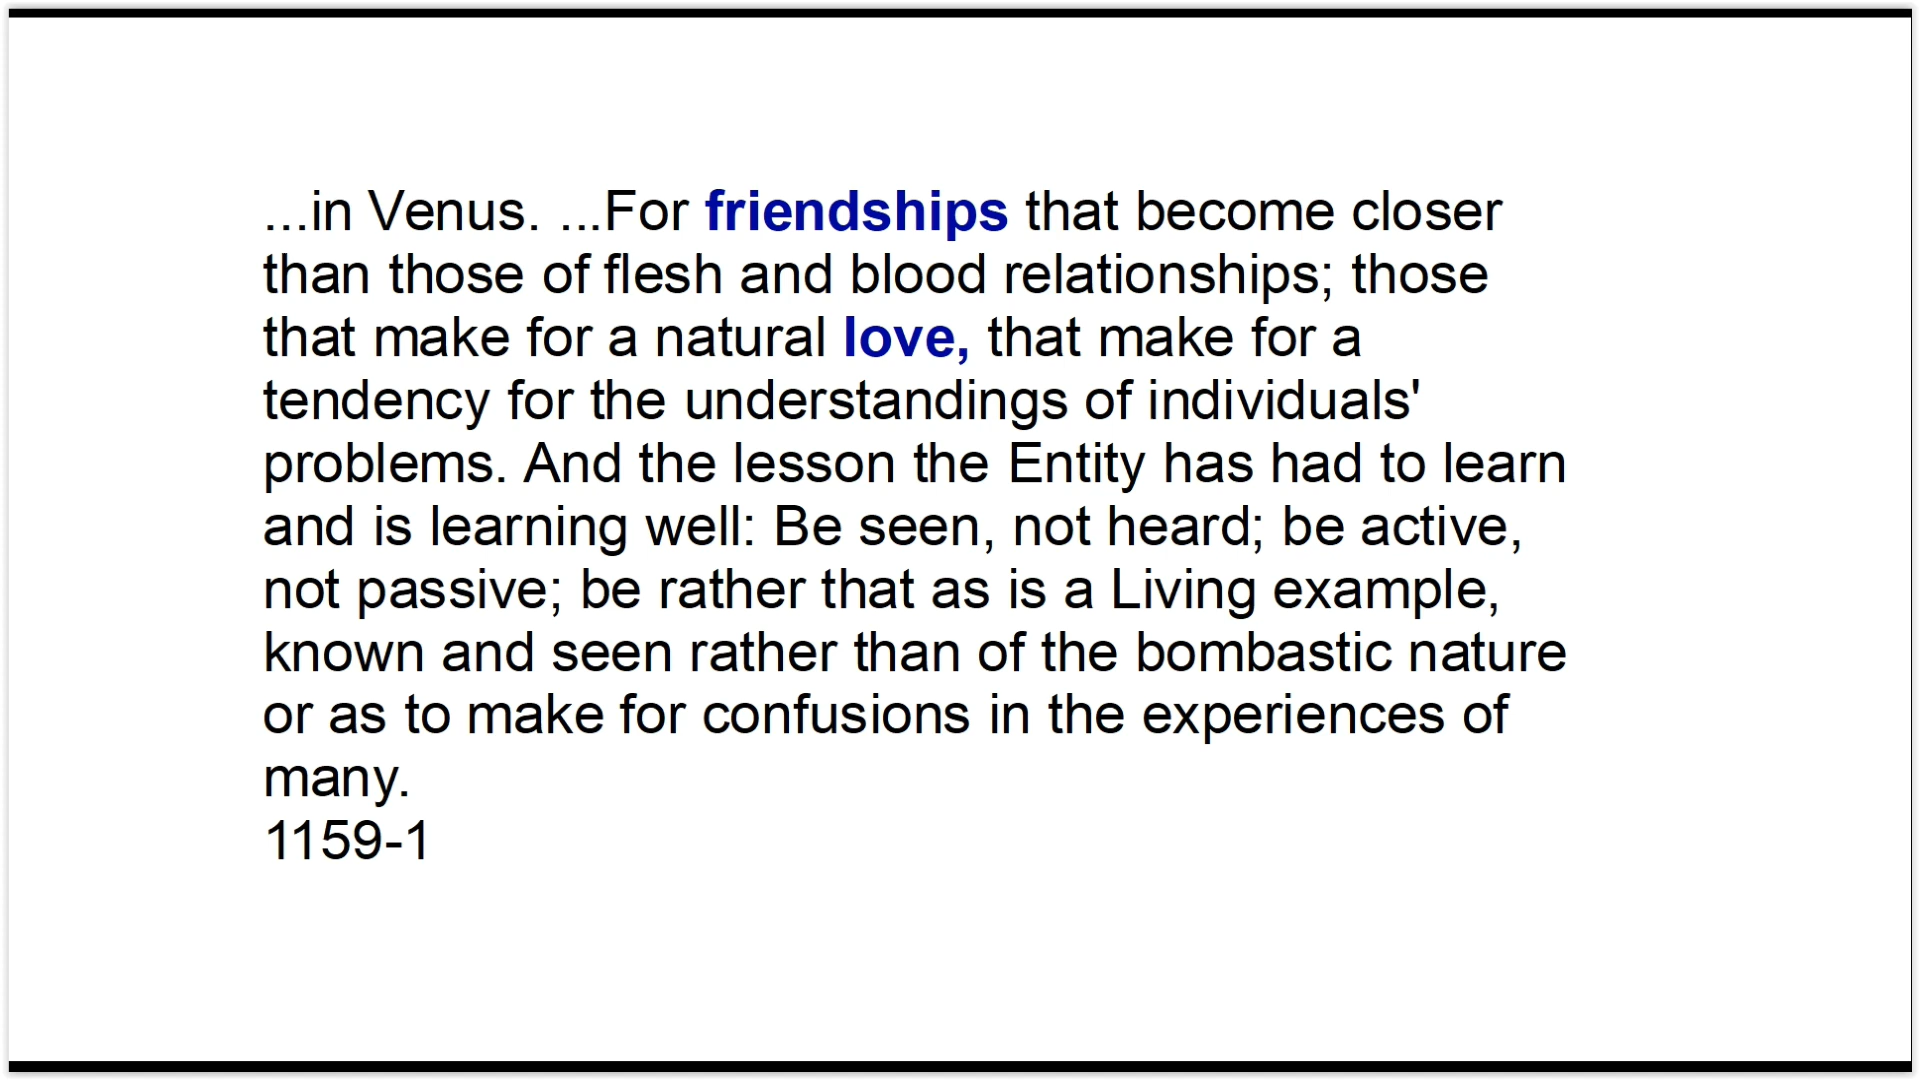 ...in Venus. ...For friendships that become closer
than those of flesh and blood relationships; those
that make for a natural love, that make for a
tendency for the understandings of individuals'
problems. And the lesson the Entity has had to learn
and is learning well: Be seen, not heard; be active,
not passive; be rather that as is a Living example,
known and seen rather than of the bombastic nature
or as to make for confusions in the experiences of
many.
1159-1